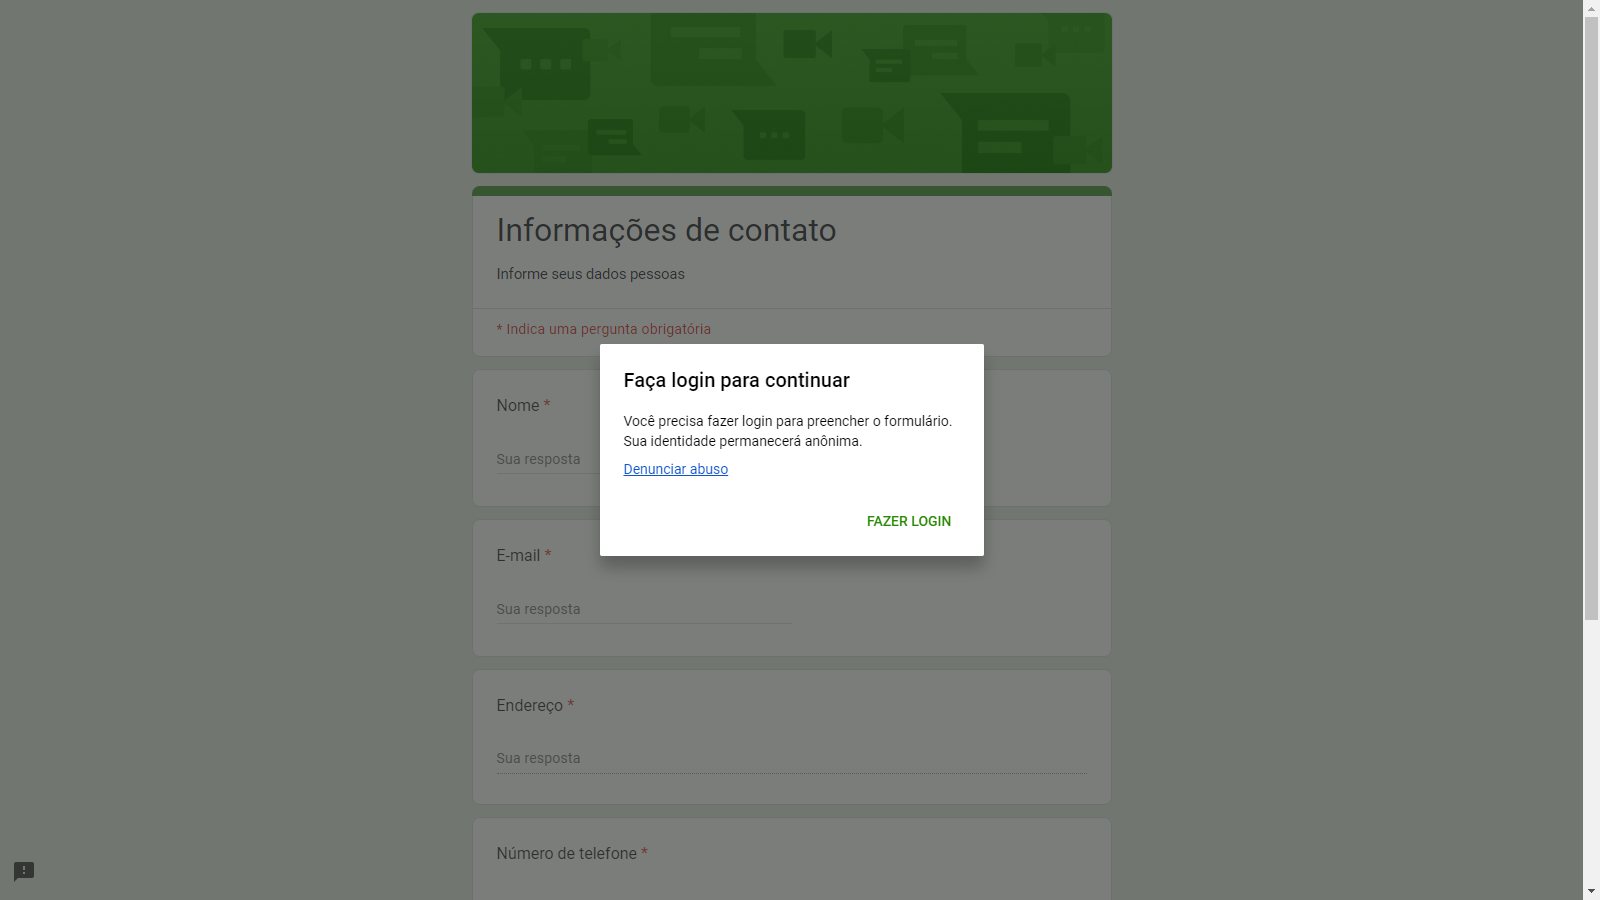 Informações de contato
Informe seus dados pessoas
* Indica uma pergunta obrigatória
Faça login para continuar
Você precisa fazer login para preencher o formulário.
Sua identidade permanecerá anônima.
Denunciar abuso
FAZER LOGIN
Nome *
Sua resposta
E-mail *
Sua resposta
Endereço *
Sua resposta
Número de telefone *